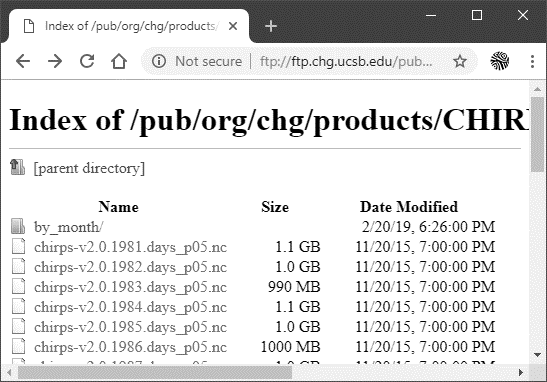 Index of /pub/org/chg/products/
Not secure | ftp://ftp.chg.ucsb.edu/pub...
Index of /pub/org/chg/products/CHIR
[parent directory]
Name Size Date Modified
by_month/ 2/20/19, 6:26:00 PM
chirps-v2.0.1981.days_p05.nc 1.1 GB 11/20/15, 7:00:00 PM
chirps-v2.0.1982.days_p05.nc 1.0 GB 11/20/15, 7:00:00 PM
chirps-v2.0.1983.days_p05.nc 990 MB 11/20/15, 7:00:00 PM
chirps-v2.0.1984.days_p05.nc 1.1 GB 11/20/15, 7:00:00 PM
chirps-v2.0.1985.days_p05.nc 1.0 GB 11/20/15, 7:00:00 PM
chirps-v2.0.1986.days_p05.nc 1000 MB 11/20/15, 7:00:00 PM